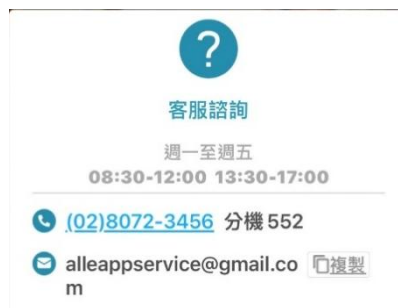 ?
客服諮詢
週一至週五
08:30-12:00 13:30-17:00
(02)8072-3456 分機 552
alleappservice@gmail.co 複製
m